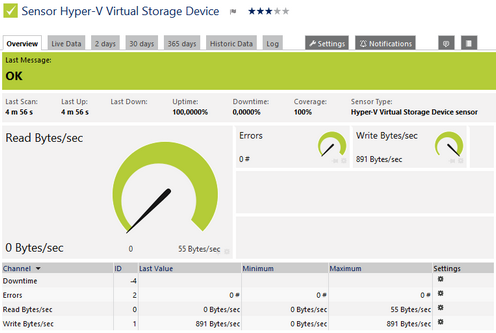 Sensor Hyper-V Virtual Storage Device
Overview Live Data 2 days 30 days 365 days Historic Data Log Settings Notifications
Last Message:
OK
Last Scan: Last Up: Last Down: Uptime: Downtime: Coverage: Sensor Type:
4 m 56 s 4 m 56 s 100,0000% 0,0000% 100% Hyper-V Virtual Storage Device sensor
Read Bytes/sec Errors Write Bytes/sec
0 # 891 Bytes/sec
0 Bytes/sec 0 55 Bytes/sec
Channel ID Last Value Minimum Maximum Settings
Downtime -4
Errors 2 0 # 0 # 0 #
Read Bytes/sec 0 0 Bytes/sec 0 Bytes/sec 55 Bytes/sec
Write Bytes/sec 1 891 Bytes/sec 0 Bytes/sec 891 Bytes/sec